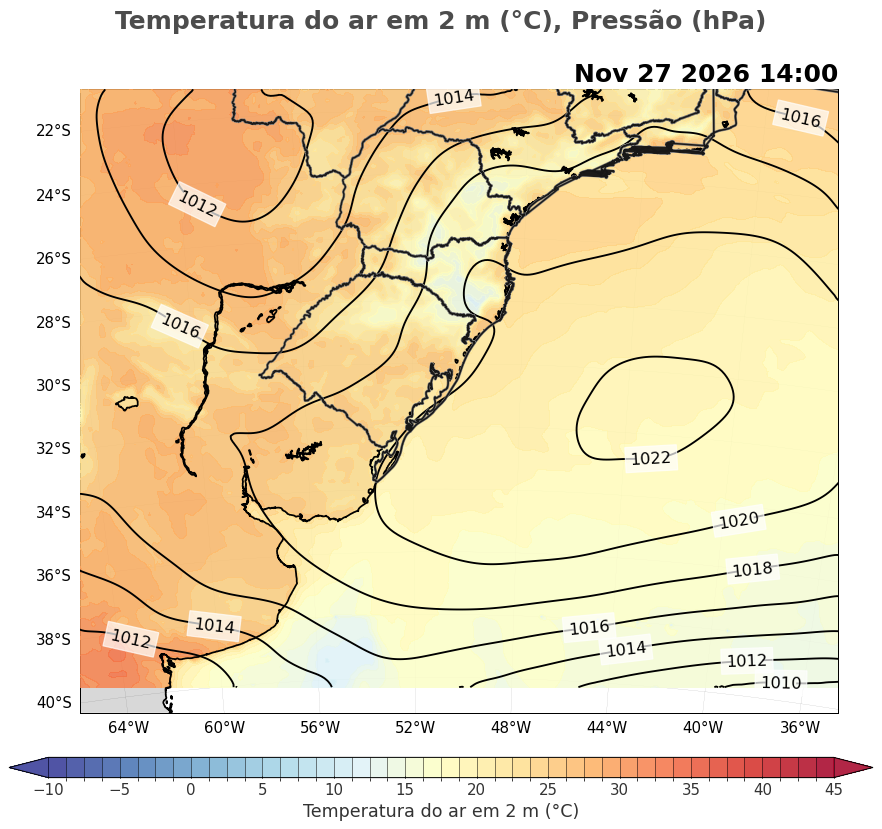 Temperatura do ar em 2 m (°C), Pressão (hPa)
Nov 27 2026 14:00
1014
1016
22°S
24°S
1012
26°S
28°S
1016
30°S
32°S
1022
34°S
1020
36°S
1018
1014
1016
38°S
1012
1014
1012
1010
40°S
64°W 60°W 56°W 52°W 48°W 44°W 40°W 36°W
−10 −5 0 5 10 15 20 25 30 35 40 45
Temperatura do ar em 2 m (°C)